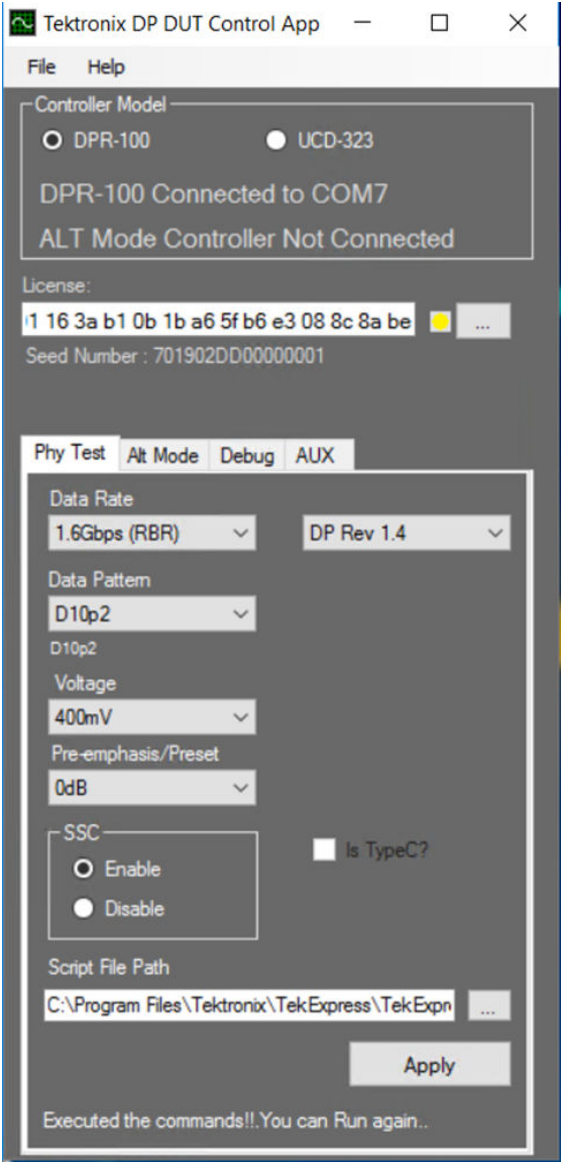 Tektronix DP DUT Control App
File Help
Controller Model
DPR-100 UCD-323
DPR-100 Connected to COM7
ALT Mode Controller Not Connected
License:
1 16 3a b1 0b 1b a6 5f b6 e3 08 8c 8a be ...
Seed Number : 701902DD00000001
Phy Test Alt Mode Debug AUX
Data Rate
1.6Gbps (RBR) DP Rev 1.4
Data Pattern
D10p2
D10p2
Voltage
400mV
Pre-emphasis/Preset
0dB
SSC
Enable
Is TypeC?
Disable
Script File Path
C:\Program Files\Tektronix\TekExpress\TekExpr ...
Apply
Executed the commands!!.You can Run again..